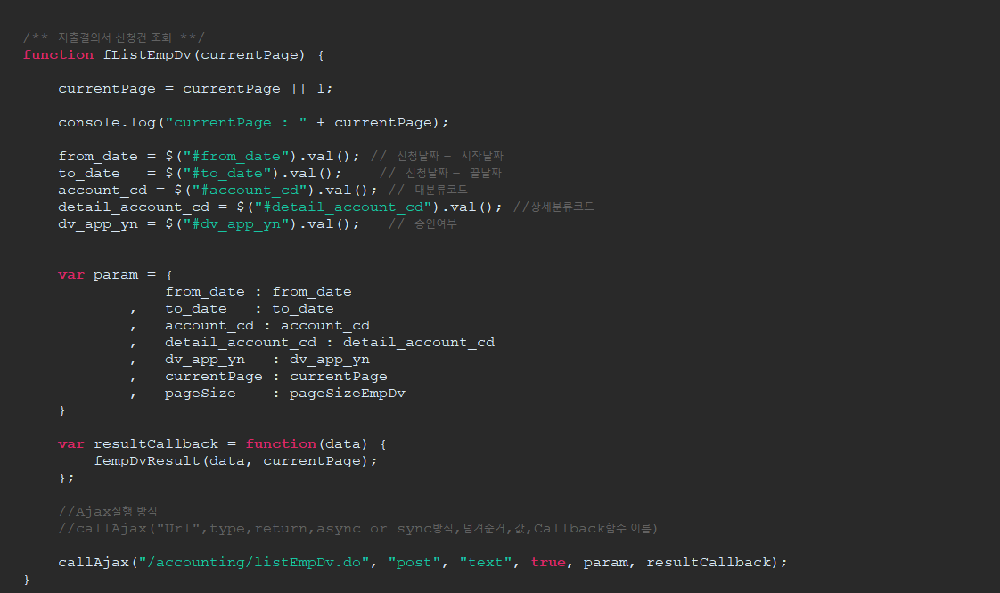 /** 지출결의서 신청건 조회 **/
function fListEmpDv(currentPage) {
currentPage = currentPage || 1;
console.log("currentPage : " + currentPage);
from_date = $("#from_date").val(); // 신청날짜 - 시작날짜
to_date   = $("#to_date").val();    // 신청날짜 - 끝날짜
account_cd = $("#account_cd").val(); // 대분류코드
detail_account_cd = $("#detail_account_cd").val(); //상세분류코드
dv_app_yn = $("#dv_app_yn").val();   // 승인여부
var param = {
from_date : from_date
,   to_date   : to_date
,   account_cd : account_cd
,   detail_account_cd : detail_account_cd
,   dv_app_yn   : dv_app_yn
,   currentPage : currentPage
,   pageSize    : pageSizeEmpDv
}
var resultCallback = function(data) {
fempDvResult(data, currentPage);
};
//Ajax실행 방식
//callAjax("Url",type,return,async or sync방식,넘겨준거,값,Callback함수 이름)
callAjax("/accounting/listEmpDv.do", "post", "text", true, param, resultCallback);
}